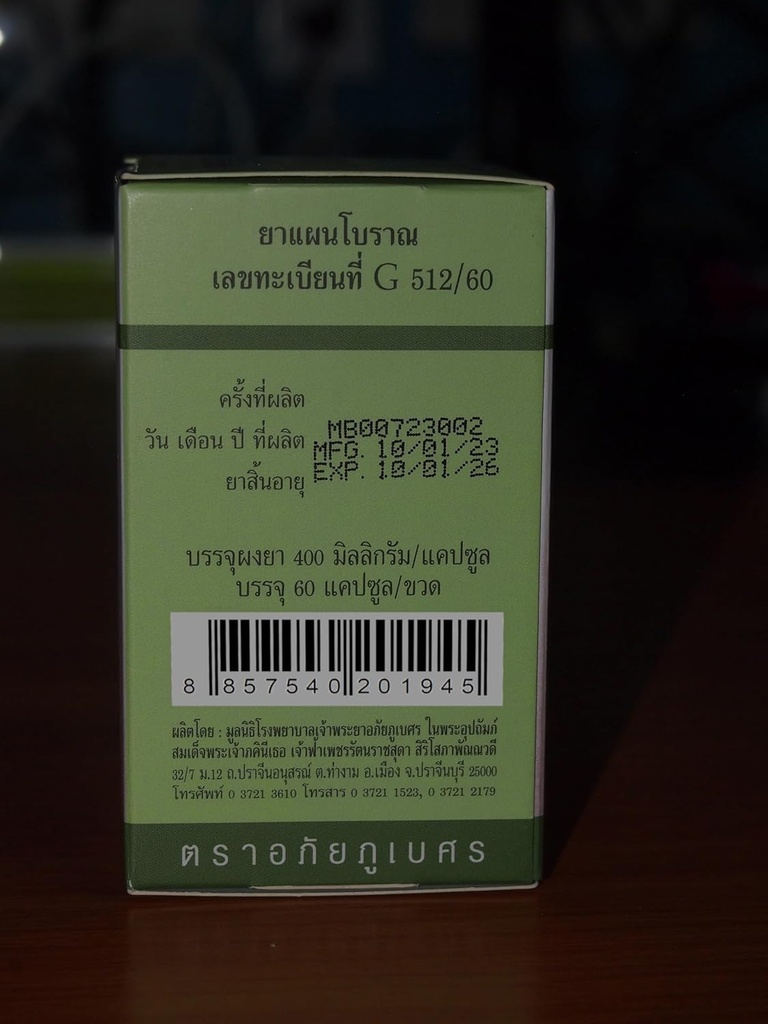 ยาแผนโบราณ
เลขทะเบียนที่ G 512/60
ครั้งที่ผลิต
MB00723002
วัน เดือน ปี ที่ผลิต
MFG. 10/01/23
ยาสิ้นอายุ
EXP. 10/01/26
บรรจุผงยา 400 มิลลิกรัม/แคปซูล
บรรจุ 60 แคปซูล/ขวด
8 857540 201945
ผลิตโดย : มูลนิธิโรงพยาบาลเจ้าพระยาอภัยภูเบศร ในพระอุปถัมภ์
สมเด็จพระเจ้าภคินีเธอ เจ้าฟ้าเพชรรัตนราชสุดา สิริโสภาพัณณวดี
32/7 ม.12 ถ.ปราจีนอนุสรณ์ ต.ท่างาม อ.เมือง จ.ปราจีนบุรี 25000
โทรศัพท์ 0 3721 3610 โทรสาร 0 3721 1523, 0 3721 2179
ตราอภัยภูเบศร